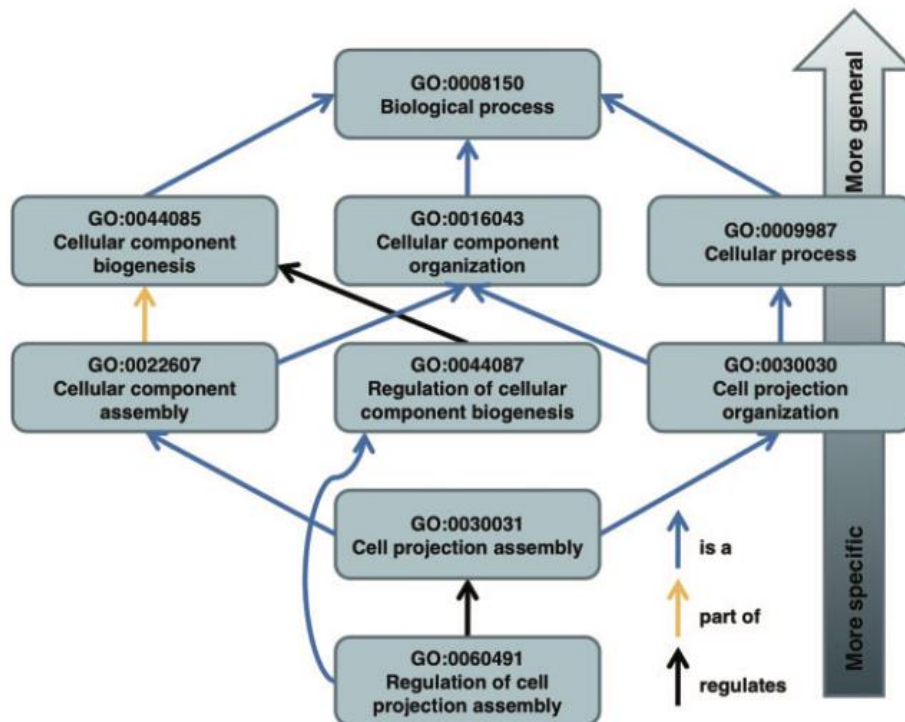 GO:0008150
Biological process
More general
GO:0044085
Cellular component
biogenesis
GO:0016043
Cellular component
organization
GO:0009987
Cellular process
GO:0022607
Cellular component
assembly
GO:0044087
Regulation of cellular
component biogenesis
GO:0030030
Cell projection
organization
GO:0030031
Cell projection assembly
is a
part of
regulates
More specific
GO:0060491
Regulation of cell
projection assembly